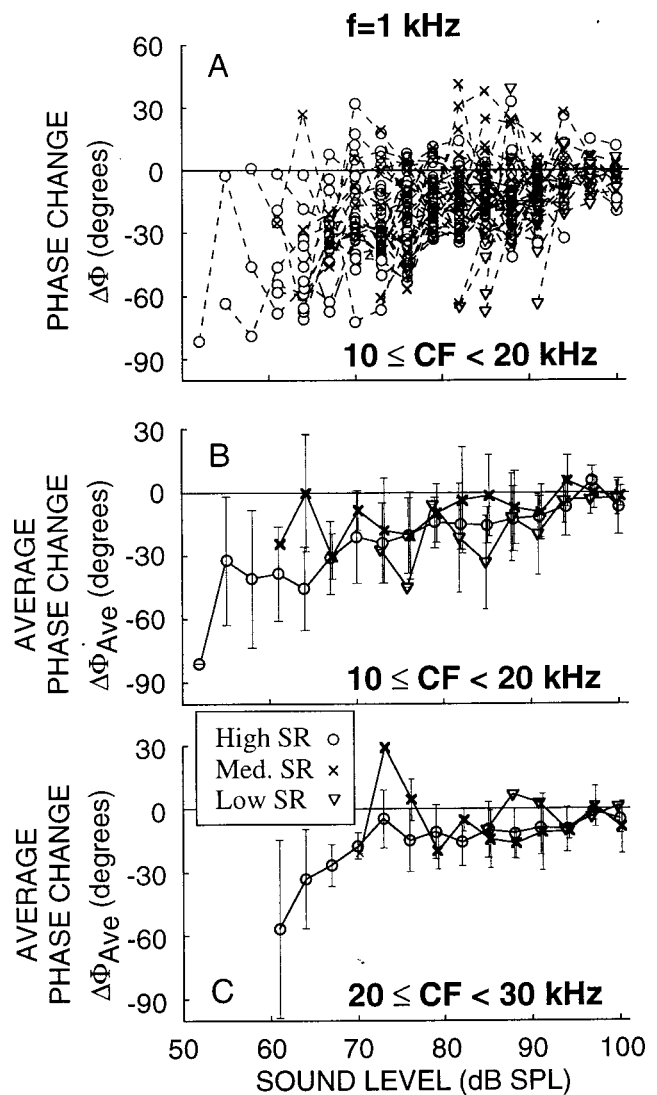 f=1 kHz
A
60
30
0
-30
-60
-90
PHASE CHANGE
ΔΦ (degrees)
10 ≤ CF < 20 kHz
B
30
0
-30
-60
-90
AVERAGE
PHASE CHANGE
ΔΦAve (degrees)
10 ≤ CF < 20 kHz
High SR
Med. SR
Low SR
30
0
-30
-60
-90
AVERAGE
PHASE CHANGE
ΔΦAve (degrees)
C
20 ≤ CF < 30 kHz
50 60 70 80 90 100
SOUND LEVEL (dB SPL)